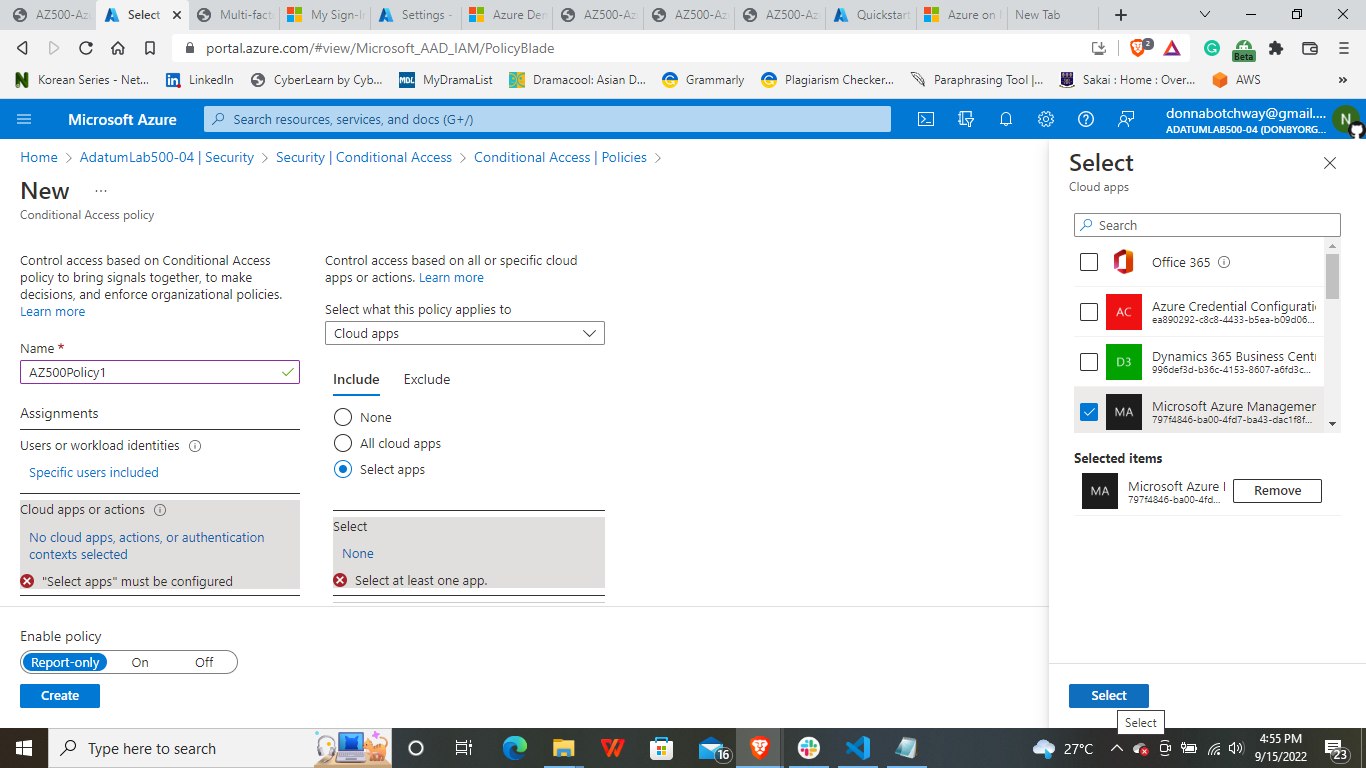 AZ500-Az
Select
Multi-fact
My Sign-I
Settings -
Azure Den
AZ500-Az
AZ500-Az
AZ500-Az
Quickstart
Azure on
New Tab
portal.azure.com/#view/Microsoft_AAD_IAM/PolicyBlade
2
Beta
Korean Series - Net...
LinkedIn
CyberLearn by Cyb...
MDL
MyDramaList
Dramacool: Asian D...
Grammarly
Plagiarism Checker...
Paraphrasing Tool |...
Sakai : Home : Over...
AWS
»
Microsoft Azure
Search resources, services, and docs (G+/)
donnabotchway@gmail....
ADATUMLAB500-04 (DONBYORG...
N
Home > AdatumLab500-04 | Security > Security | Conditional Access > Conditional Access | Policies >
New ...
Conditional Access policy
Control access based on Conditional Access
policy to bring signals together, to make
decisions, and enforce organizational policies.
Learn more
Name *
AZ500Policy1
Assignments
Users or workload identities
Specific users included
Cloud apps or actions
No cloud apps, actions, or authentication
contexts selected
"Select apps" must be configured
Control access based on all or specific cloud
apps or actions. Learn more
Select what this policy applies to
Cloud apps
Include Exclude
None
All cloud apps
Select apps
Select
None
Select at least one app.
Enable policy
Report-only On Off
Create
Select
Cloud apps
Search
Office 365
AC
Azure Credential Configurati
ea890292-c8c8-4433-b5ea-b09d06...
D3
Dynamics 365 Business Centr
996def3d-b36c-4153-8607-a6fd3c...
MA
Microsoft Azure Managemen
797f4846-ba00-4fd7-ba43-dac1f8f...
Selected items
MA
Microsoft Azure
797f4846-ba00-4fd...
Remove
Select
Select
Type here to search
16
27°C
4:55 PM
9/15/2022
23